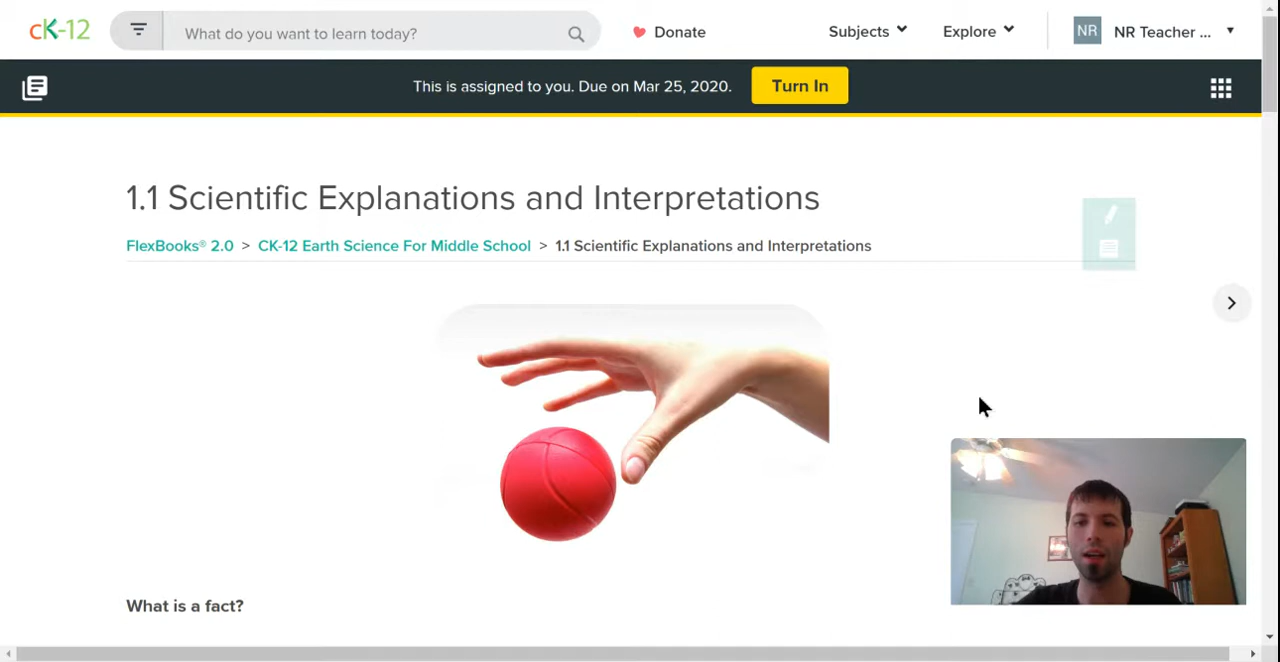 cK-12
What do you want to learn today?
Donate
Subjects
Explore
NR
NR Teacher ...
This is assigned to you. Due on Mar 25, 2020.
Turn In
1.1 Scientific Explanations and Interpretations
FlexBooks® 2.0 > CK-12 Earth Science For Middle School > 1.1 Scientific Explanations and Interpretations
What is a fact?